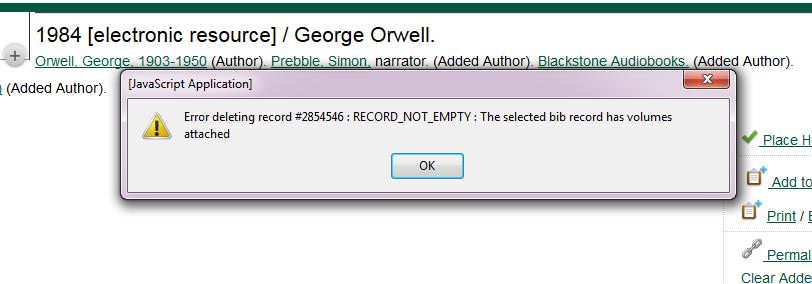 1984 [electronic resource] / George Orwell.
Orwell, George, 1903-1950 (Author). Prebble, Simon, narrator. (Added Author). Blackstone Audiobooks, (Added Author).
(Added Author).
[JavaScript Application]
Error deleting record #2854546 : RECORD_NOT_EMPTY : The selected bib record has volumes
attached
OK
Place H
Add to
Print /
Permal
Clear Adde